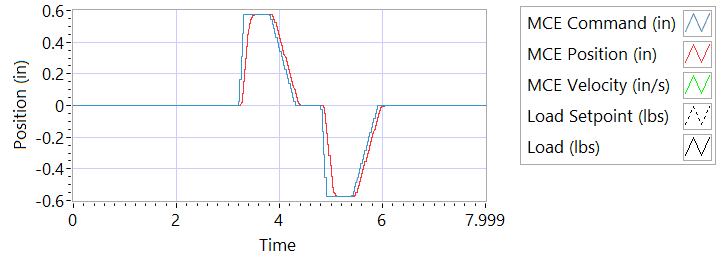 Position (in)
0.6
0.4
0.2
0
-0.2
-0.4
-0.6
0
2
4
6
7.999
Time
MCE Command (in)
MCE Position (in)
MCE Velocity (in/s)
Load Setpoint (lbs)
Load (lbs)